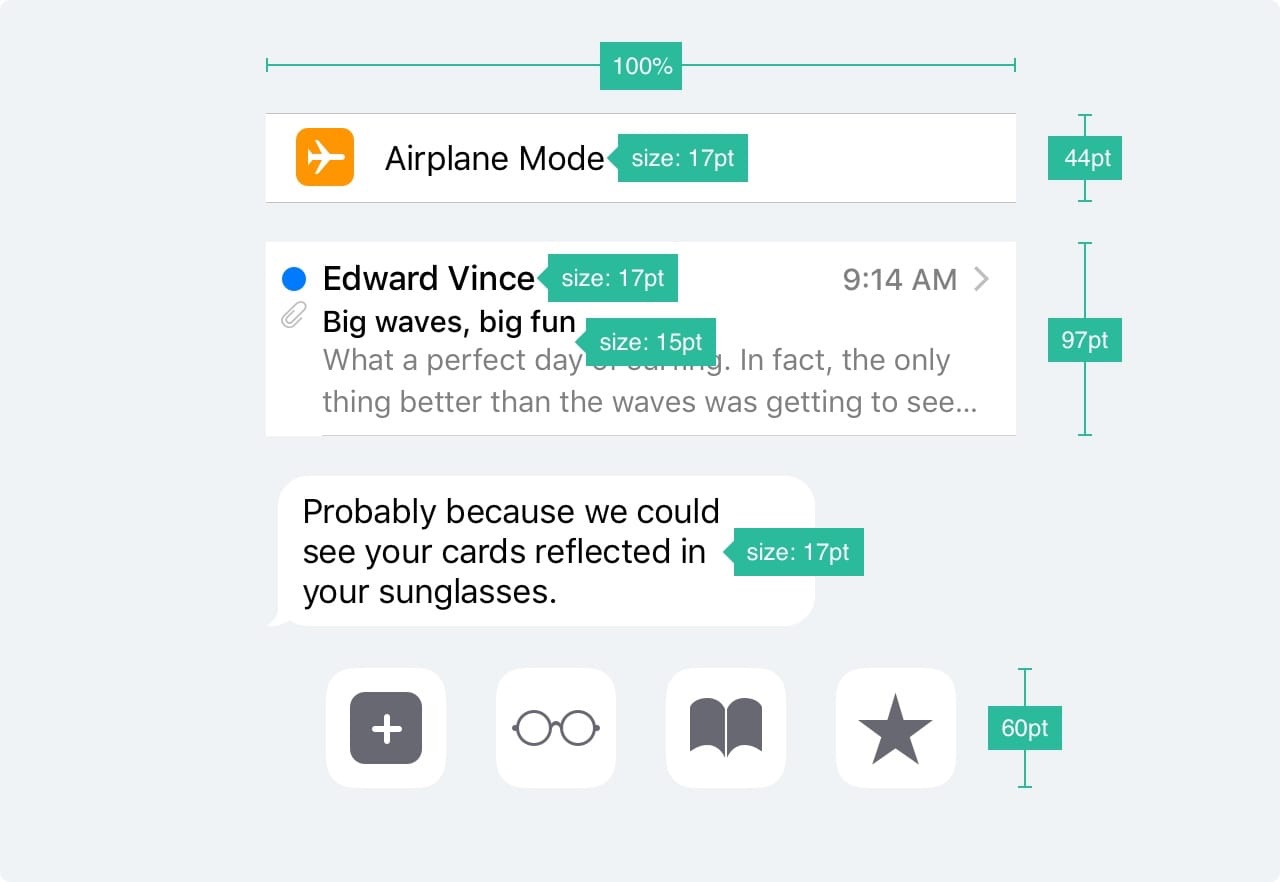 100%
Airplane Mode
size: 17pt
44pt
Edward Vince
size: 17pt
9:14 AM
Big waves, big fun
size: 15pt
97pt
What a perfect day . In fact, the only
thing better than the waves was getting to see...
Probably because we could
see your cards reflected in
size: 17pt
your sunglasses.
60pt